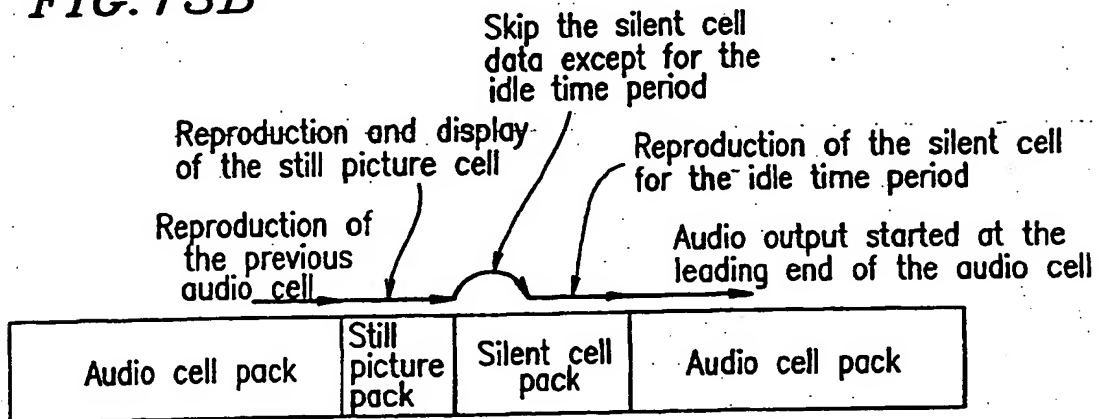 FIG. 73B
Skip the silent cell
data except for the
idle time period
Reproduction and display
of the still picture cell
Reproduction of the silent cell
for the idle time period
Reproduction of
the previous
audio cell
Audio output started at the
leading end of the audio cell
Audio cell pack
Still
picture
pack
Silent cell
pack
Audio cell pack